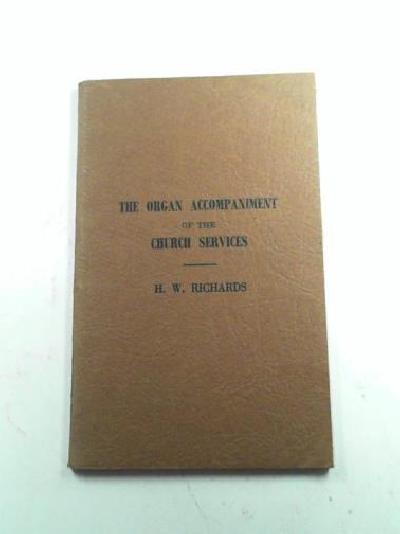 THE ORGAN ACCOMPANIMENT
OF THE
CHURCH SERVICES
H. W. RICHARDS